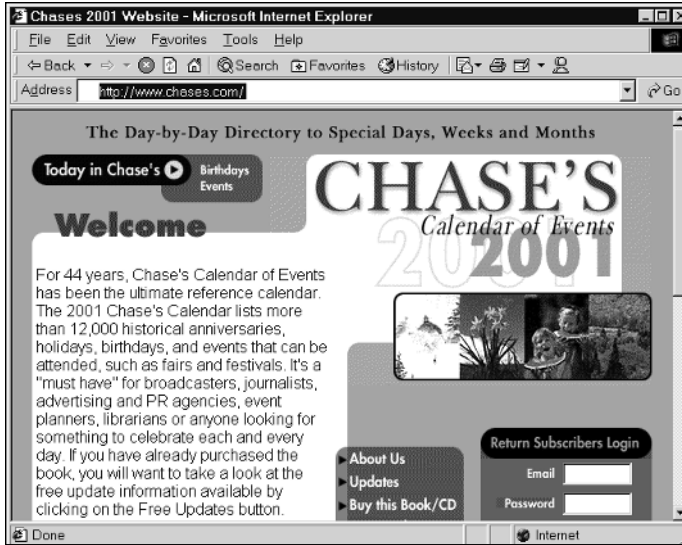 Chases 2001 Website - Microsoft Internet Explorer
File Edit View Favorites Tools Help
Back Search Favorites History
Address http://www.chases.com/ Go
The Day-by-Day Directory to Special Days, Weeks and Months
Today in Chase's Birthdays
Events
CHASE'S
Calendar of Events
2001
Welcome
For 44 years, Chase's Calendar of Events
has been the ultimate reference calendar.
The 2001 Chase's Calendar lists more
than 12,000 historical anniversaries,
holidays, birthdays, and events that can be
attended, such as fairs and festivals. It's a
"must have" for broadcasters, journalists,
advertising and PR agencies, event
planners, librarians or anyone looking for
something to celebrate each and every
day. If you have already purchased the
book, you will want to take a look at the
free update information available by
clicking on the Free Updates button.
About Us
Updates
Buy this Book/CD
Return Subscribers Login
Email
Password
Done Internet